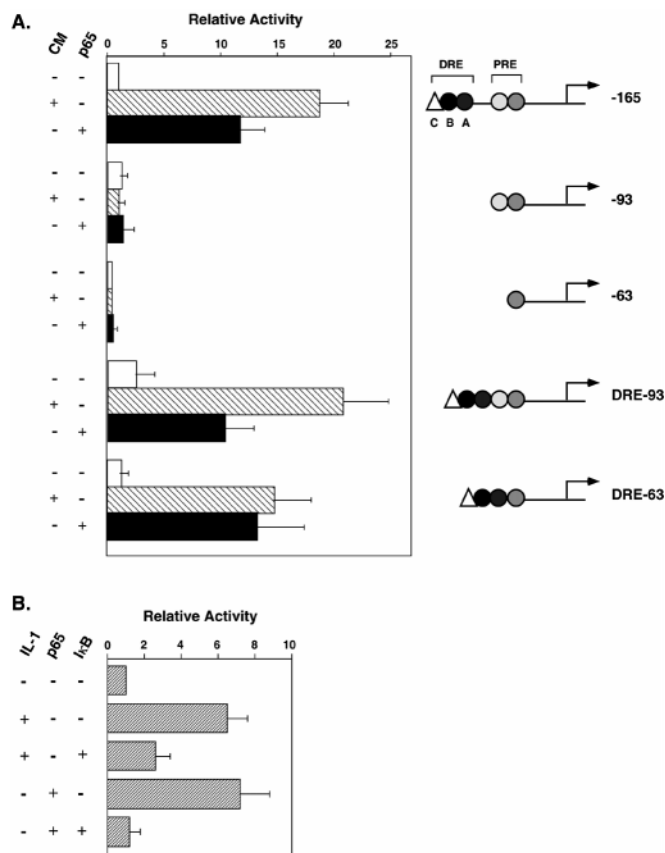 A.
Relative Activity
CM p65
0 5 10 15 20 25
- -
+ -
- +
DRE PRE
C B A
-165
- -
+ -
- +
-93
- -
+ -
- +
-63
- -
+ -
- +
DRE-93
- -
+ -
- +
DRE-63
B.
Relative Activity
IL-1 p65 IκB
0 2 4 6 8 10
- - -
+ - -
+ - +
- + -
- + +